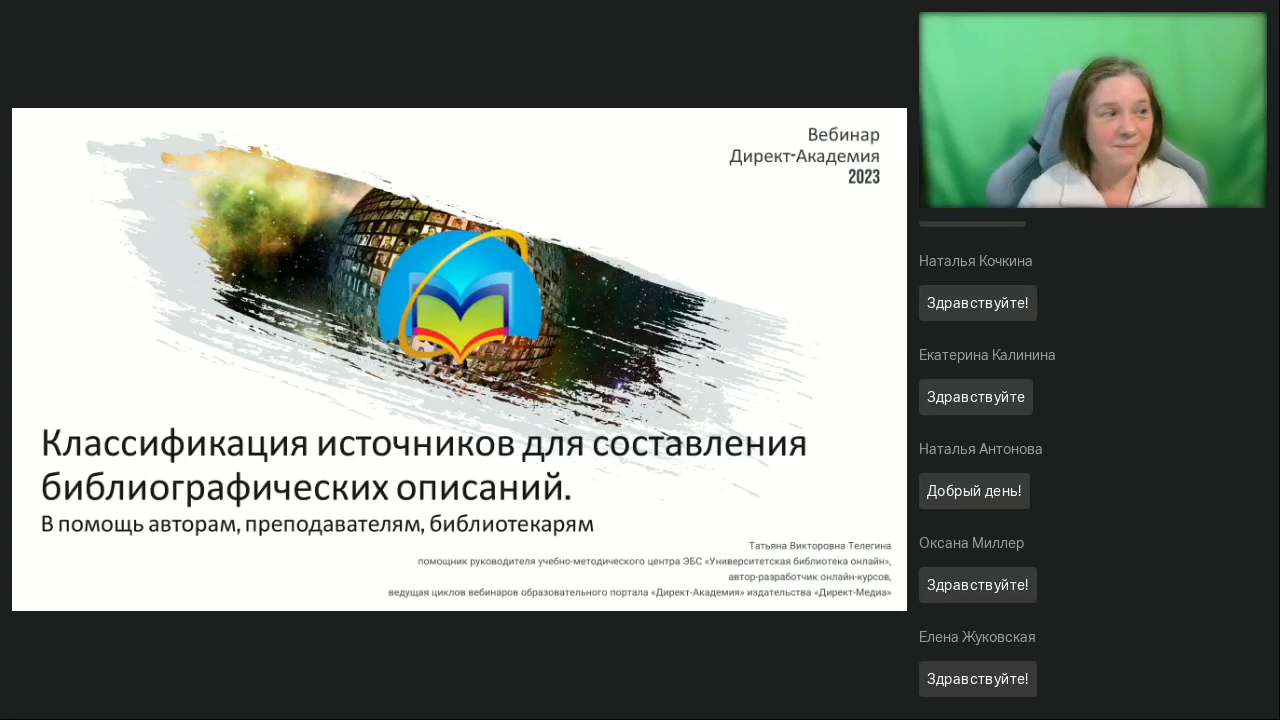 Вебинар
Директ-Академия
2023
Классификация источников для составления
библиографических описаний.
В помощь авторам, преподавателям, библиотекарям
Татьяна Викторовна Телегина
помощник руководителя учебно-методического центра ЭБС «Университетская библиотека онлайн»,
автор-разработчик онлайн-курсов,
ведущая циклов вебинаров образовательного портала «Директ-Академия» издательства «Директ-Медиа»
Наталья Кочкина
Здравствуйте!
Екатерина Калинина
Здравствуйте
Наталья Антонова
Добрый день!
Оксана Миллер
Здравствуйте!
Елена Жуковская
Здравствуйте!